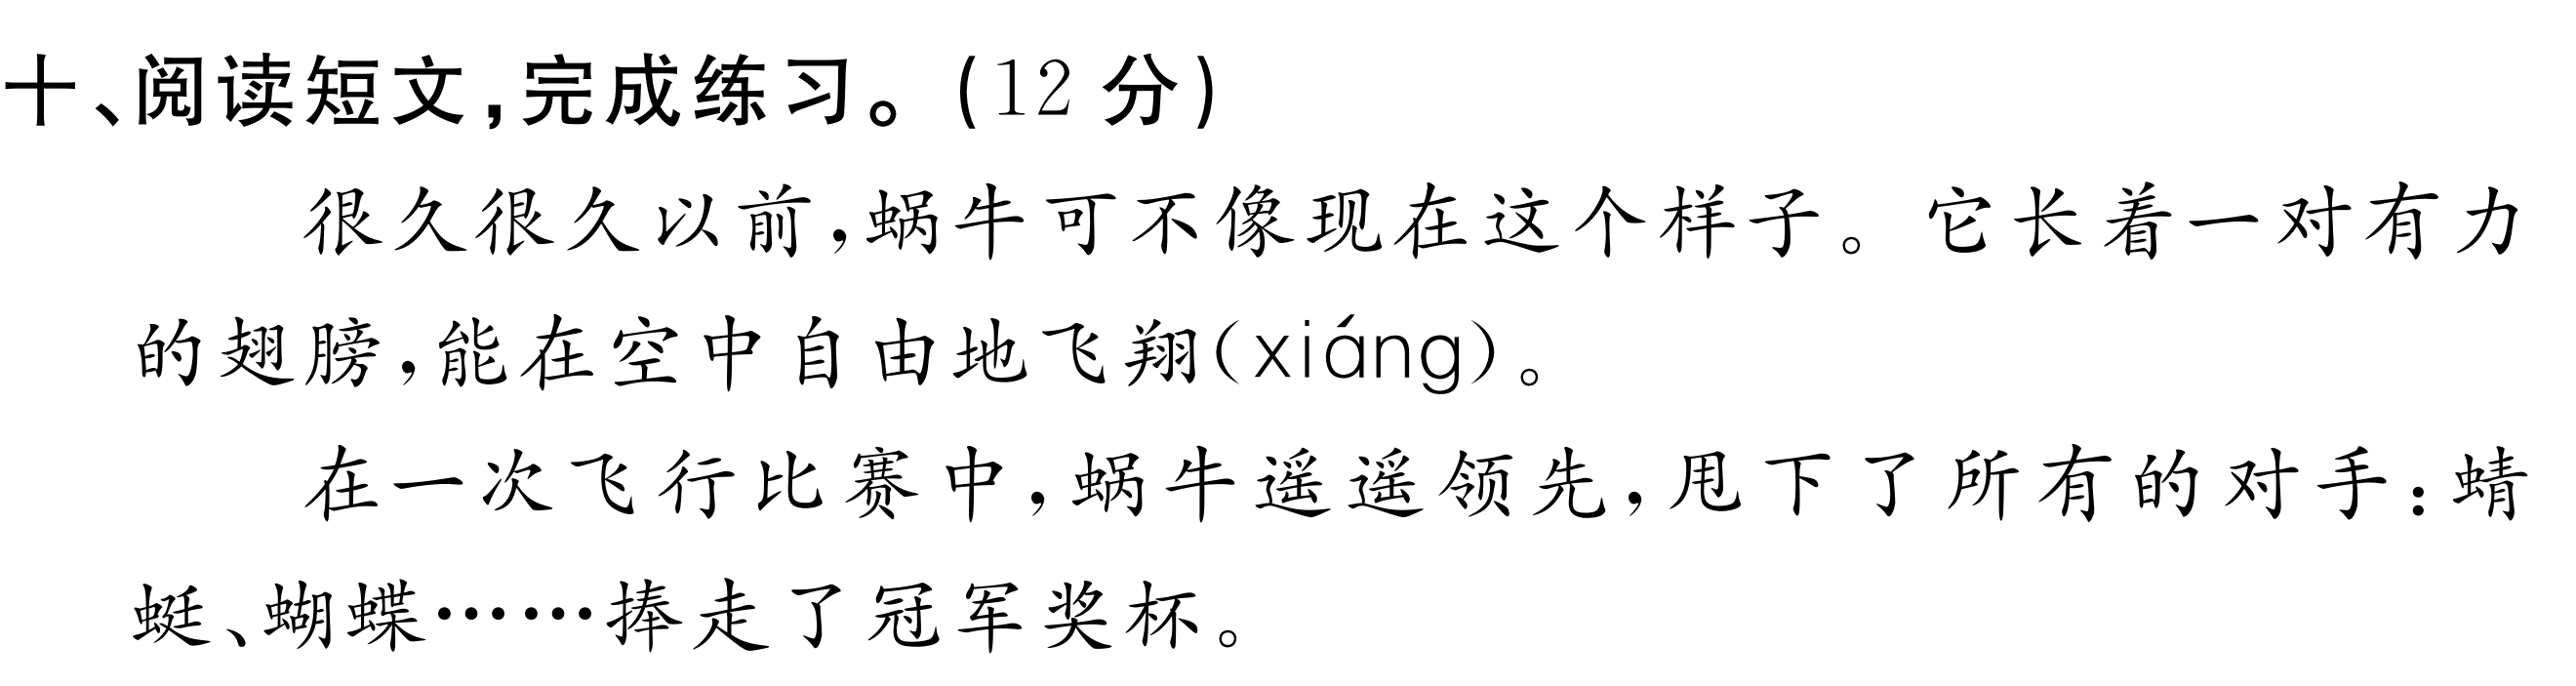 十、阅读短文,完成练习。(12 分)
很久很久以前,蜗牛可不像现在这个样子。它长着一对有力
的翅膀,能在空中自由地飞翔(xiáng)。
在一次飞行比赛中,蜗牛遥遥领先,甩下了所有的对手:蜻
蜓、蝴蝶……捧走了冠军奖杯。